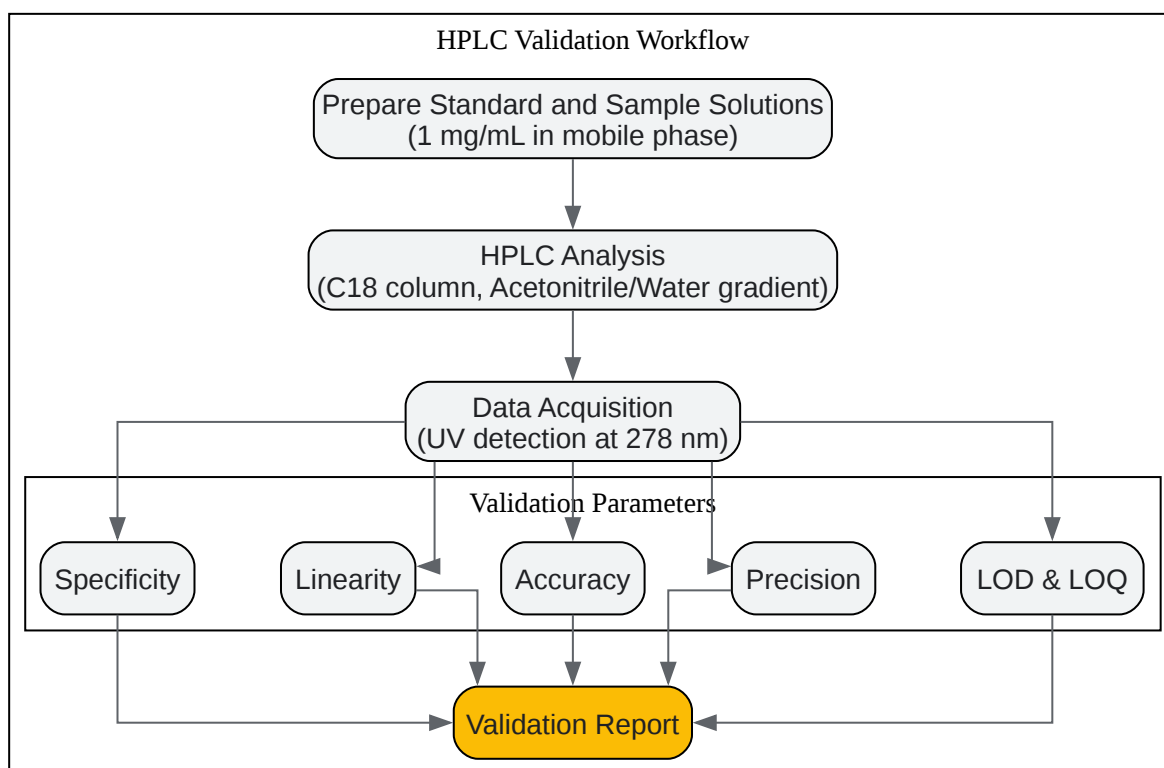 HPLC Validation Workflow
Prepare Standard and Sample Solutions
(1 mg/mL in mobile phase)
HPLC Analysis
(C18 column, Acetonitrile/Water gradient)
Data Acquisition
(UV detection at 278 nm)
Validation Parameters
Specificity
Linearity
Accuracy
Precision
LOD & LOQ
Validation Report